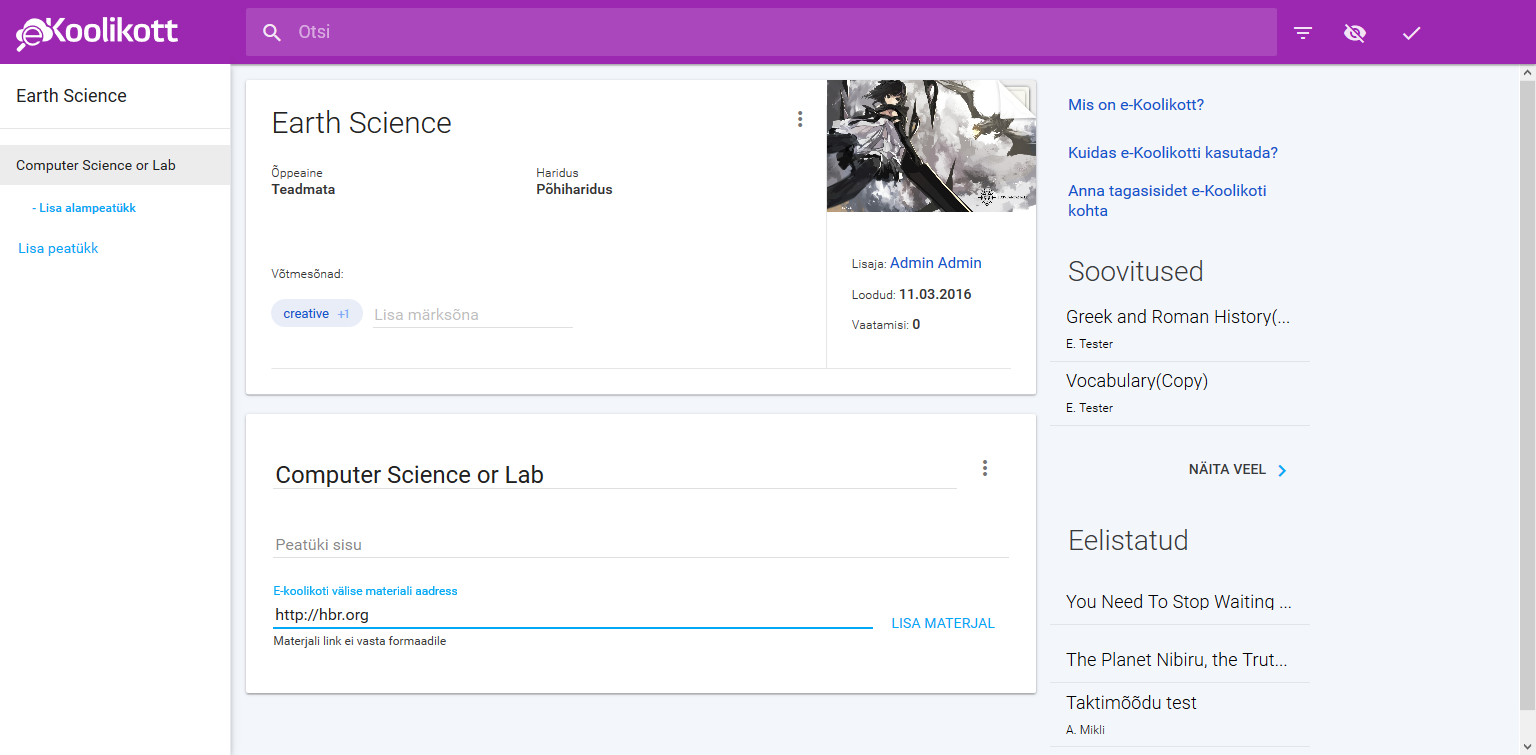 eKoolikott
Otsi
Earth Science
Computer Science or Lab
- Lisa alampeatükk
Lisa peatükk
Earth Science
Õppeaine
Teadmata
Haridus
Põhiharidus
Võtmesõnad:
creative +1
Lisa märksõna
Lisaja: Admin Admin
Loodud: 11.03.2016
Vaatamisi: 0
Computer Science or Lab
Peatüki sisu
E-koolikoti välise materiali aadress
http://hbr.org
LISA MATERJAL
Materjali link ei vasta formaadile
Mis on e-Koolikott?
Kuidas e-Koolikotti kasutada?
Anna tagasisidet e-Koolikoti
kohta
Soovitused
Greek and Roman History(...
E. Tester
Vocabulary(Copy)
E. Tester
NÄITA VEEL
Eelistatud
You Need To Stop Waiting ...
The Planet Nibiru, the Trut...
Taktimõõdu test
A. Mikli